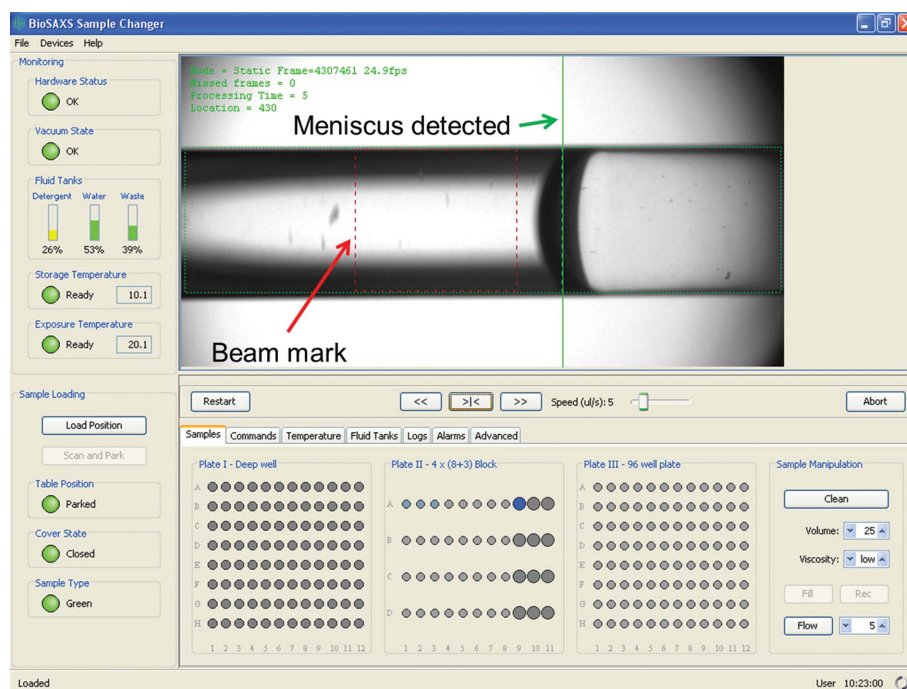 BioSAXS Sample Changer
File Devices Help
Monitoring
Hardware Status
OK
Vacuum State
OK
Fluid Tanks
Detergent Water Waste
26% 53% 39%
Storage Temperature
Ready 10.1
Exposure Temperature
Ready 20.1
Mode = Static Frame=4307461 24.9fps
Missed frames = 0
Processing Time = 5
Location = 430
Meniscus detected
Beam mark
Sample Loading
Load Position
Scan and Park
Table Position
Parked
Cover State
Closed
Sample Type
Green
Restart << >|< >> Speed (ul/s): 5 Abort
Samples Commands Temperature Fluid Tanks Logs Alarms Advanced
Plate I - Deep well
A
B
C
D
E
F
G
H
1 2 3 4 5 6 7 8 9 10 11 12
Plate II - 4 x (8+3) Block
A
B
C
D
1 2 3 4 5 6 7 8 9 10 11
Plate III - 96 well plate
A
B
C
D
E
F
G
H
1 2 3 4 5 6 7 8 9 10 11 12
Sample Manipulation
Clean
Volume: 25
Viscosity: low
Fill Rec
Flow 5
Loaded User 10:23:00